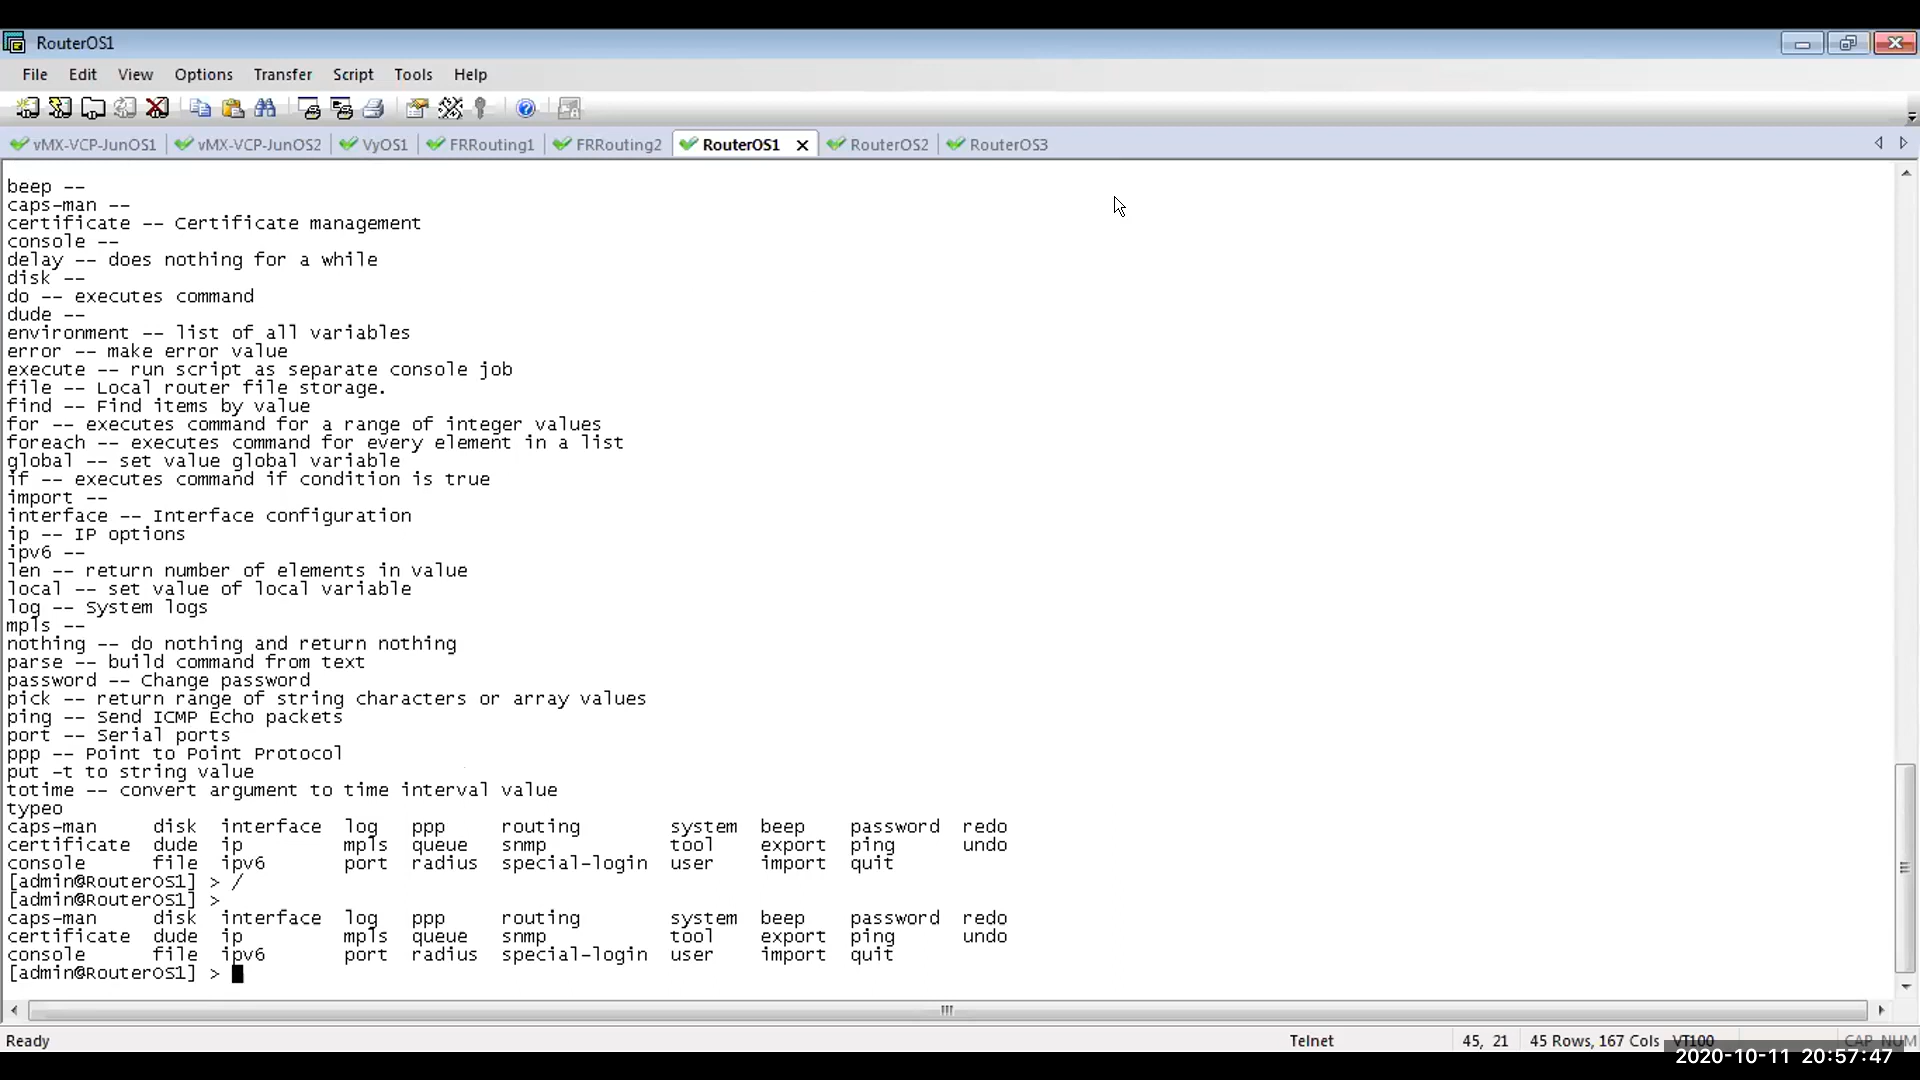 RouterOS1
File Edit View Options Transfer Script Tools Help
vMX-VCP-JunOS1 vMX-VCP-JunOS2 VyOS1 FRRouting1 FRRouting2 RouterOS1 RouterOS2 RouterOS3
beep --
caps-man --
certificate -- Certificate management
console --
delay -- does nothing for a while
disk --
do -- executes command
dude --
environment -- list of all variables
error -- make error value
execute -- run script as separate console job
file -- Local router file storage.
find -- Find items by value
for -- executes command for a range of integer values
foreach -- executes command for every element in a list
global -- set value global variable
if -- executes command if condition is true
import --
interface -- Interface configuration
ip -- IP options
ipv6 --
len -- return number of elements in value
local -- set value of local variable
log -- System logs
mpls --
nothing -- do nothing and return nothing
parse -- build command from text
password -- Change password
pick -- return range of string characters or array values
ping -- Send ICMP Echo packets
port -- Serial ports
ppp -- Point to Point Protocol
put -t to string value
totime -- convert argument to time interval value
typeo
caps-man disk interface log ppp routing system beep password redo
certificate dude ip mpls queue snmp tool export ping undo
console file ipv6 port radius special-login user import quit
[admin@RouterOS1] > /
[admin@RouterOS1] >
caps-man disk interface log ppp routing system beep password redo
certificate dude ip mpls queue snmp tool export ping undo
console file ipv6 port radius special-login user import quit
[admin@RouterOS1] >
Ready Telnet 45, 21 45 Rows, 167 Cols VT100 CAP NUM
2020-10-11 20:57:47